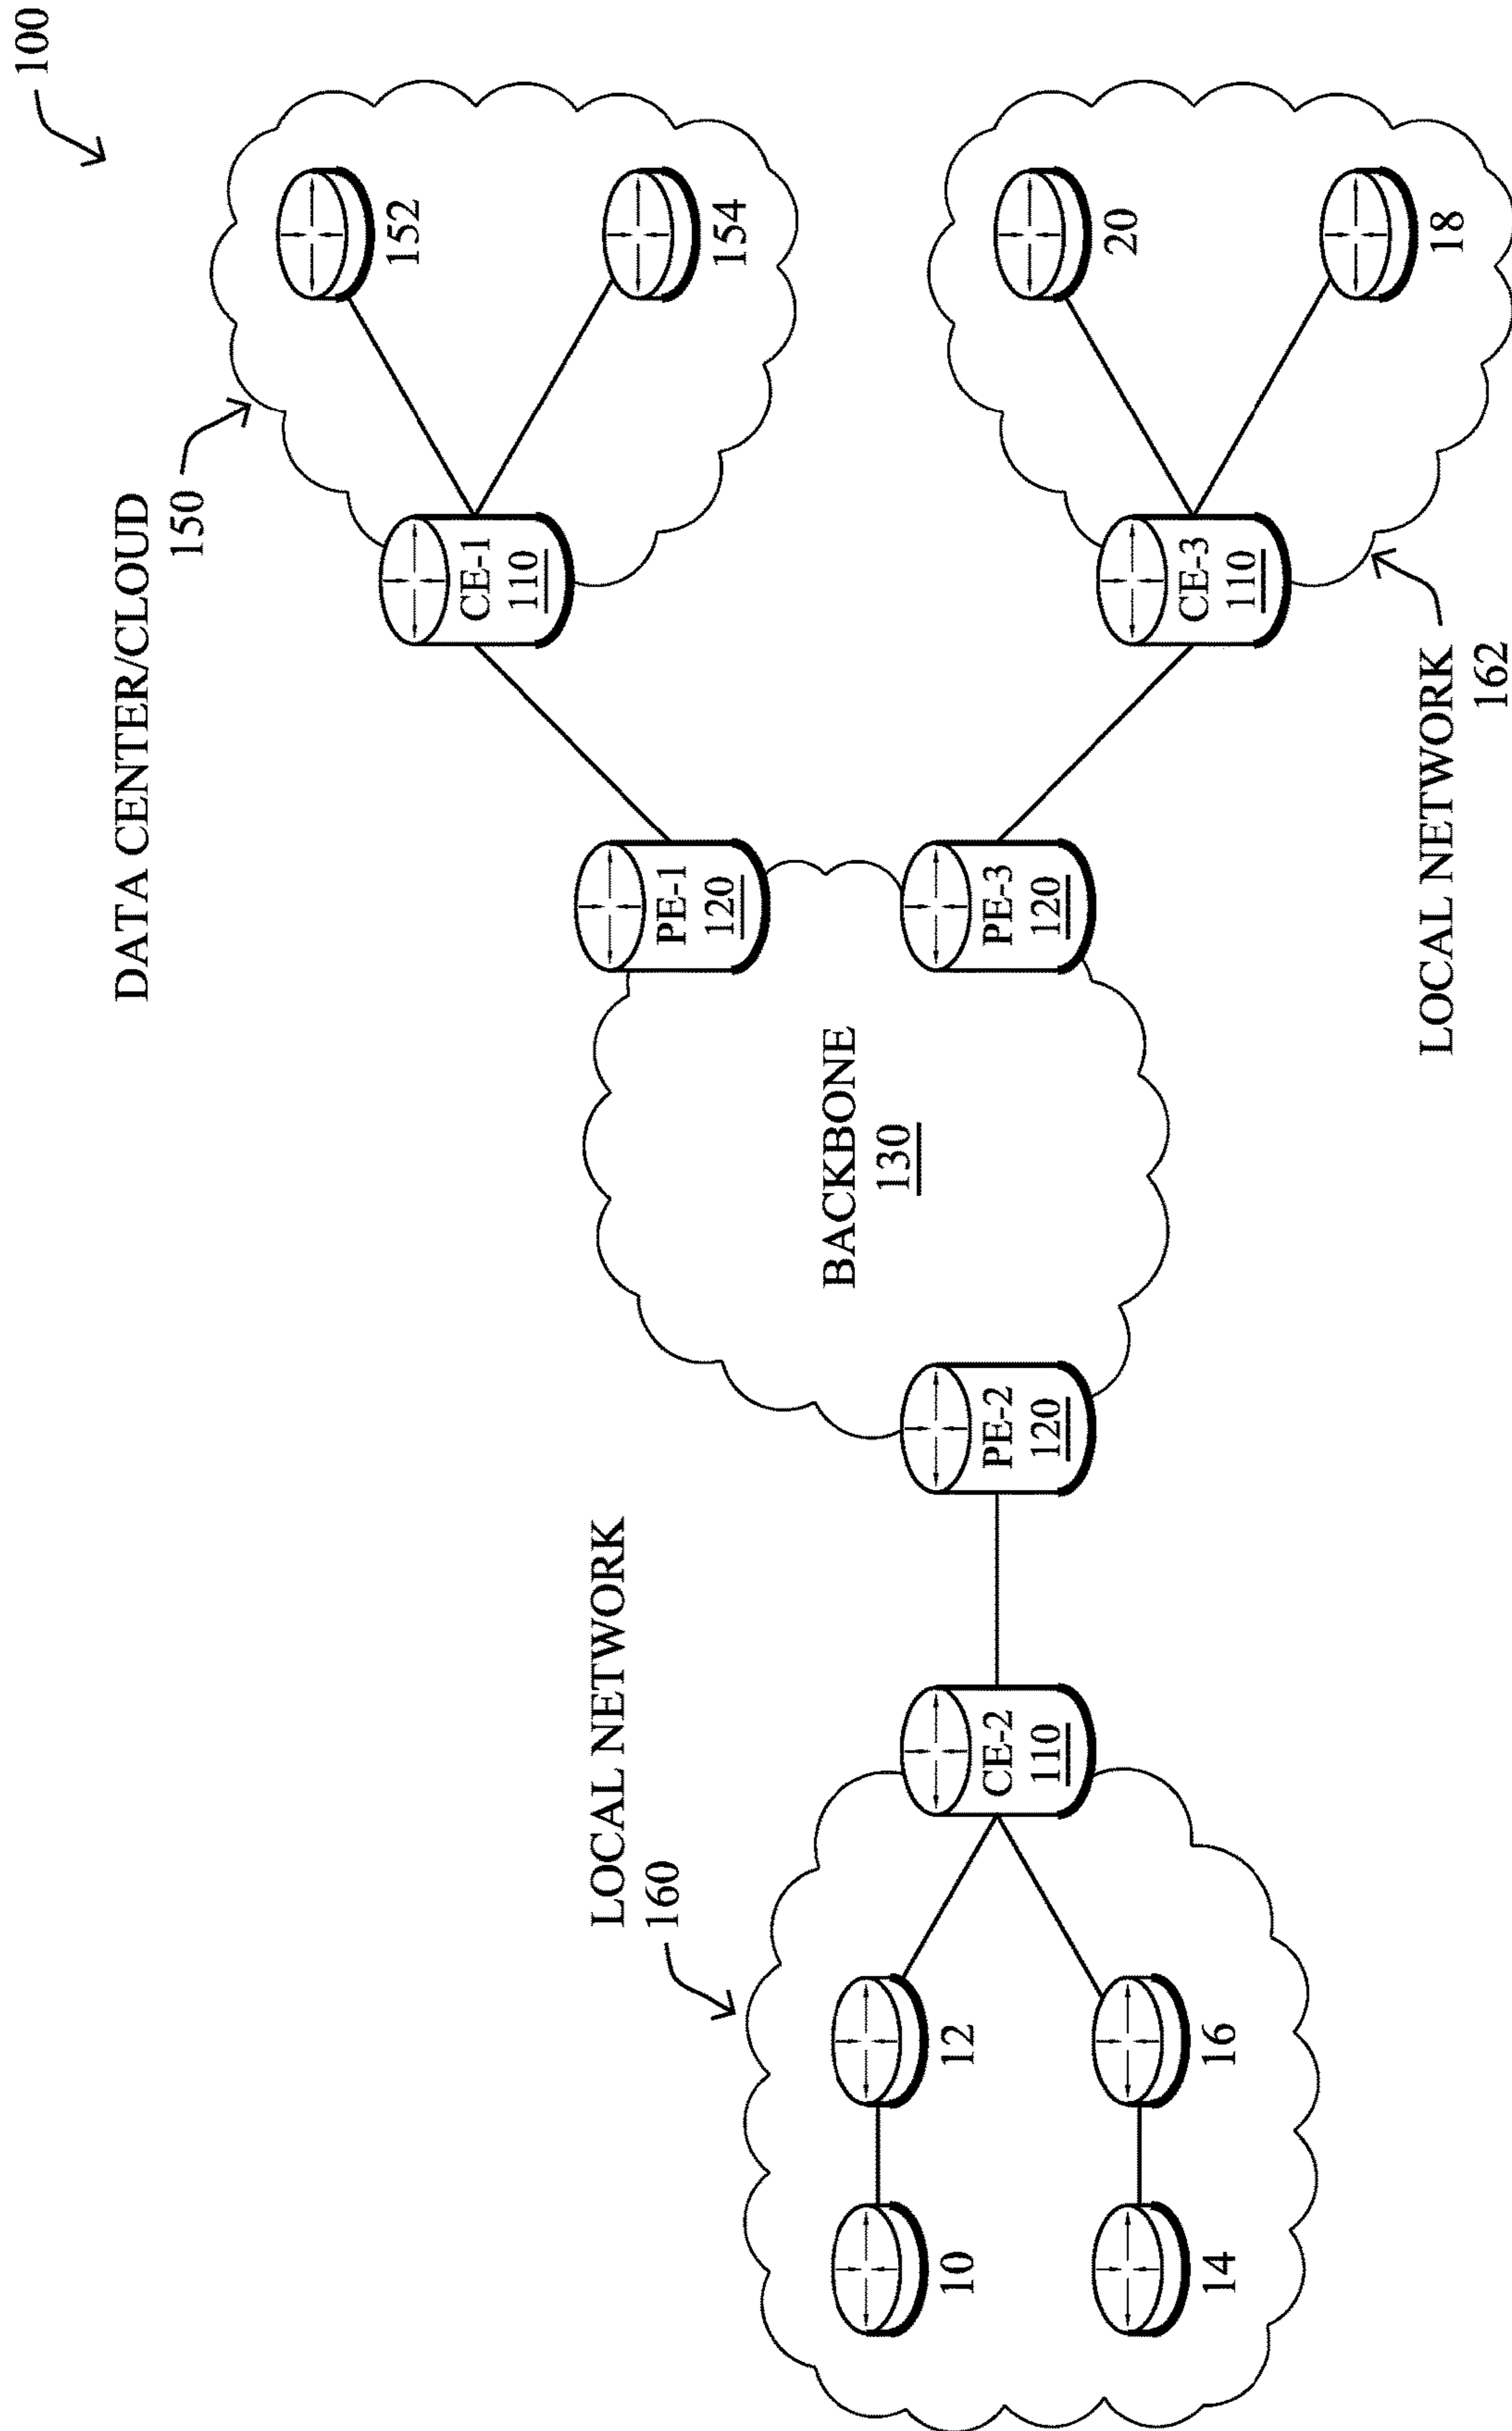 100
DATA CENTER/CLOUD
150
152
154
CE-1
110
PE-1
120
BACKBONE
130
PE-3
120
CE-3
110
20
18
LOCAL NETWORK
162
LOCAL NETWORK
160
PE-2
120
CE-2
110
12
10
16
14